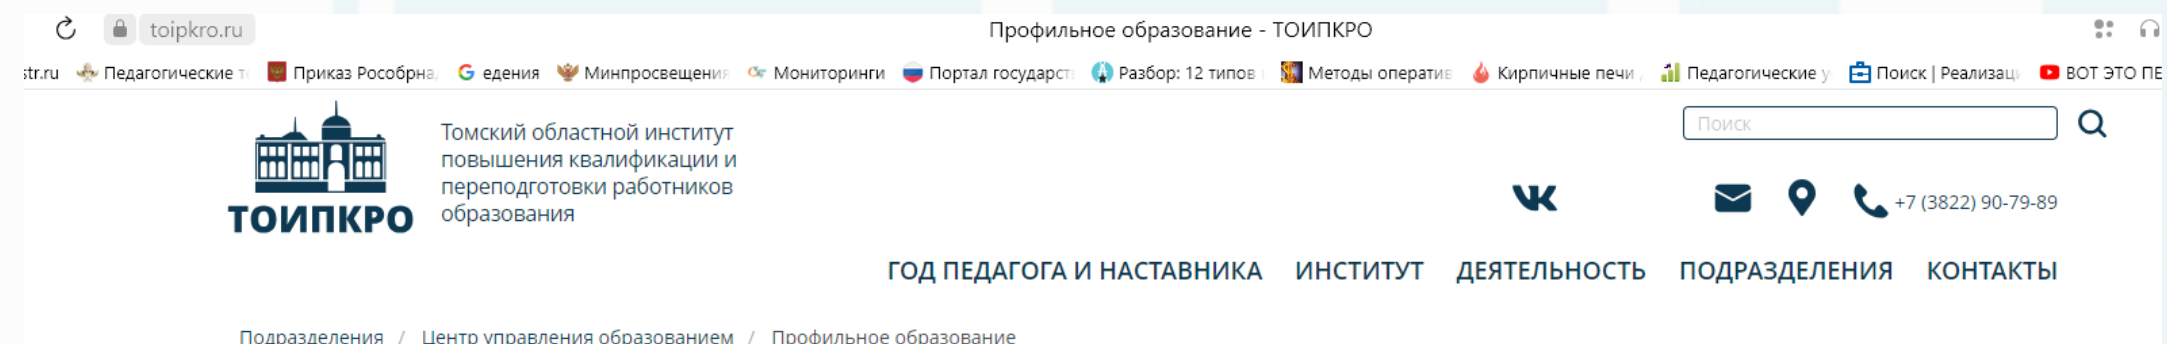 toipkro.ru
Профильное образование - ТОИПКРО
str.ru Педагогические т Приказ Рособрна едения Минпросвещения Мониторинги Портал государст Разбор: 12 типов Методы оператив Кирпичные печи Педагогические у Поиск | Реализац ВОТ ЭТО ПЕ
Томский областной институт
повышения квалификации и
переподготовки работников
образования
ТОИПКРО
Поиск
+7 (3822) 90-79-89
ГОД ПЕДАГОГА И НАСТАВНИКА ИНСТИТУТ ДЕЯТЕЛЬНОСТЬ ПОДРАЗДЕЛЕНИЯ КОНТАКТЫ
Подразделения / Центр управления образованием / Профильное образование